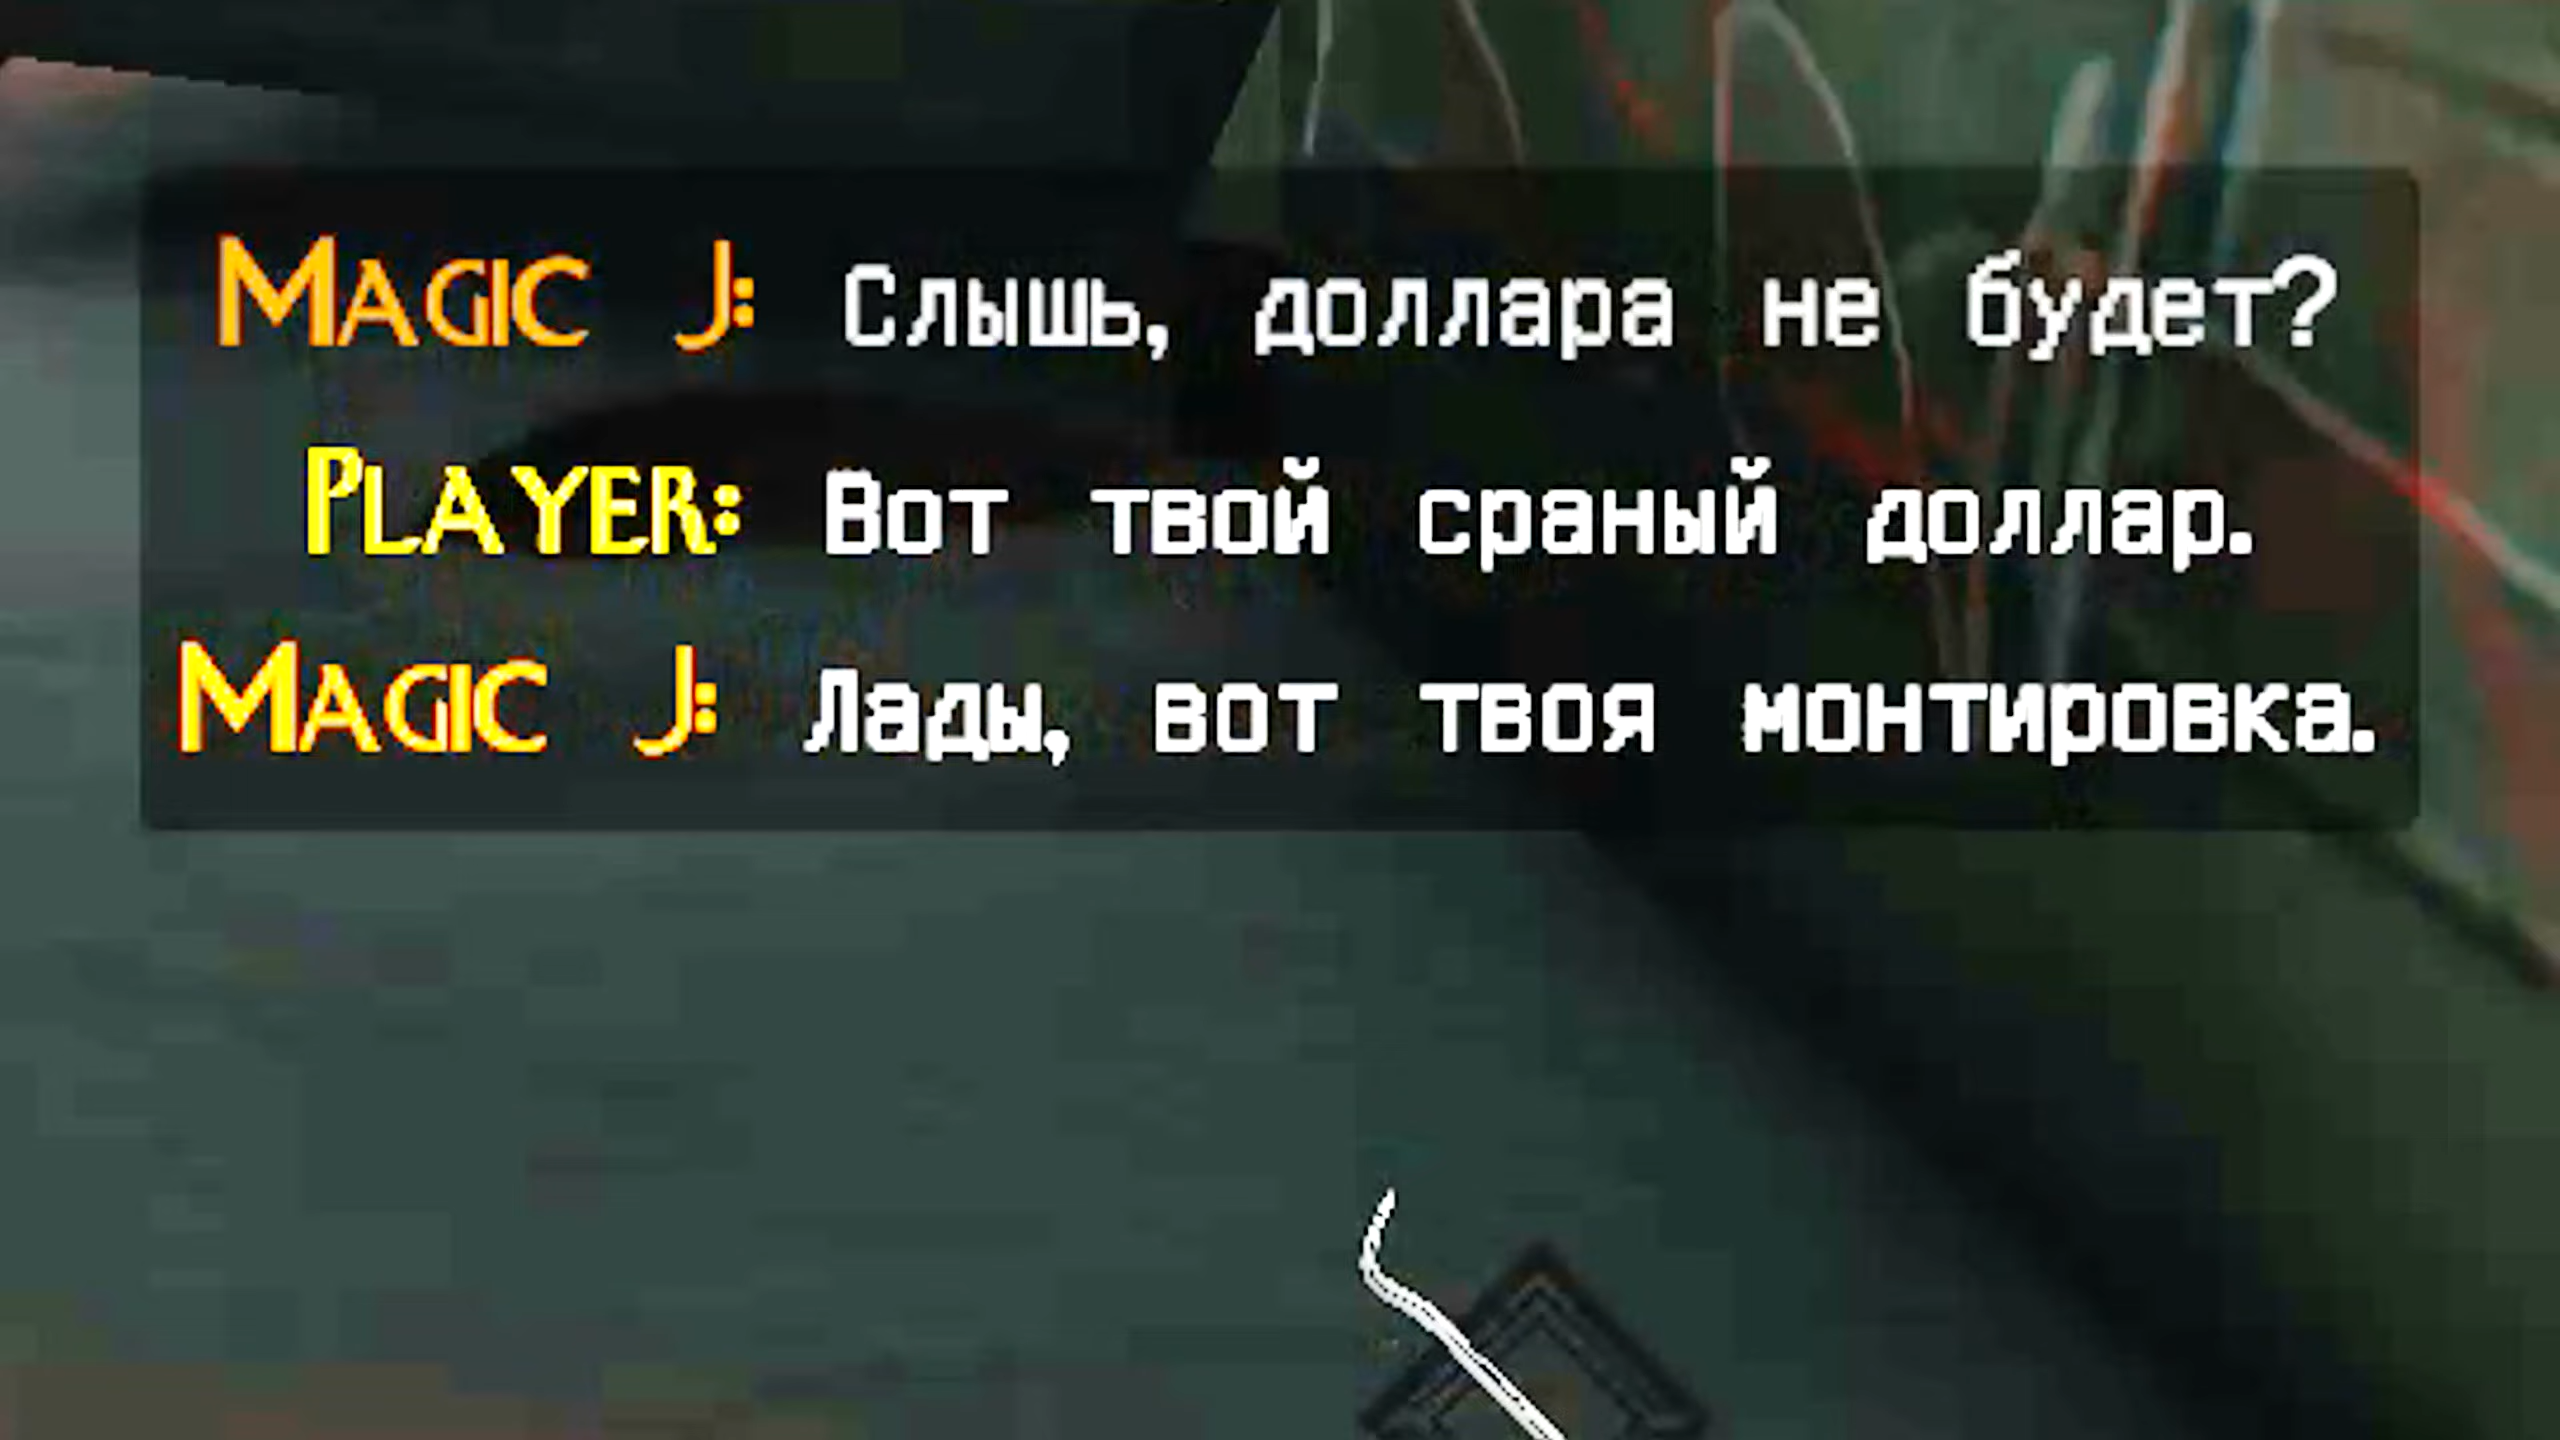 Magic J: Слышь, доллара не будет?
Player: Вот твой сраный доллар.
Magic J: Лады, вот твоя монтировка.